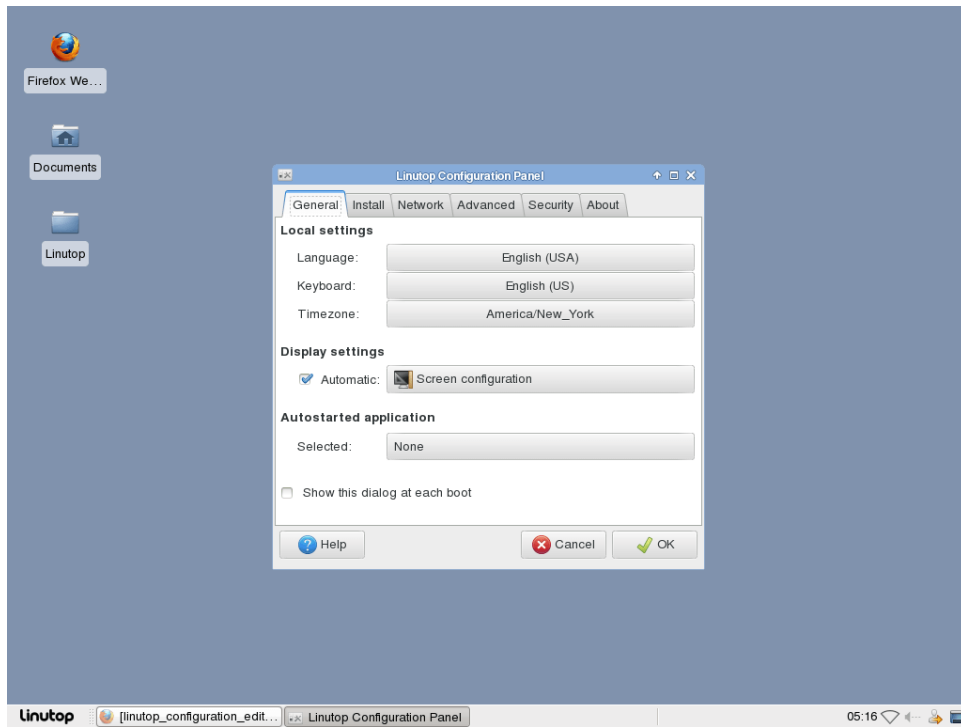 Firefox We...
Documents
Linutop
Linutop Configuration Panel
General Install Network Advanced Security About
Local settings
Language: English (USA)
Keyboard: English (US)
Timezone: America/New_York
Display settings
Automatic: Screen configuration
Autostarted application
Selected: None
Show this dialog at each boot
? Help Cancel OK
Linutop [linutop_configuration_edit... Linutop Configuration Panel 05:16